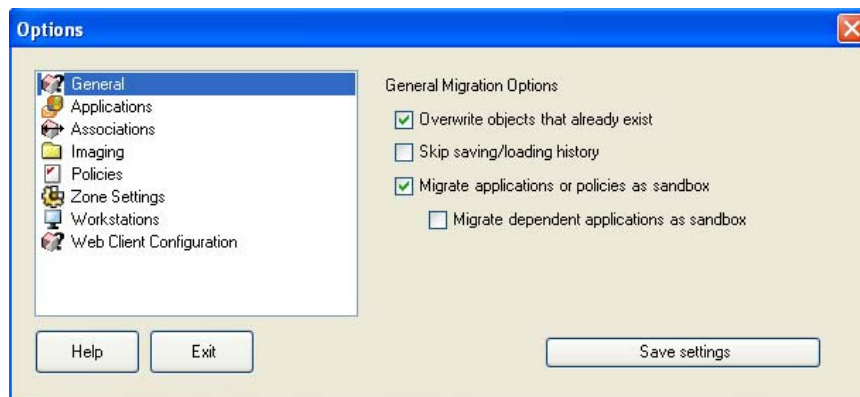 Options
General
Applications
Associations
Imaging
Policies
Zone Settings
Workstations
Web Client Configuration
General Migration Options
Overwrite objects that already exist
Skip saving/loading history
Migrate applications or policies as sandbox
Migrate dependent applications as sandbox
Help
Exit
Save settings